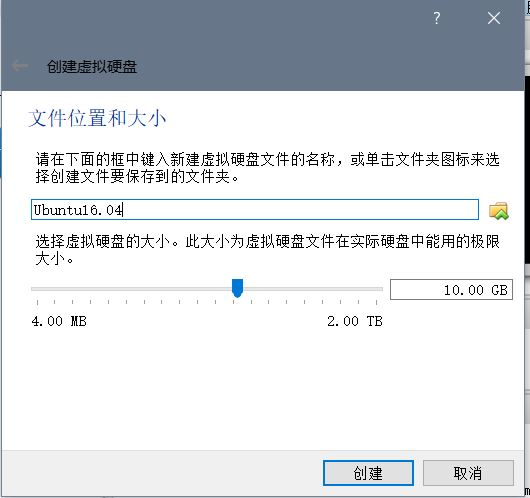 ?
创建虚拟硬盘
文件位置和大小
请在下面的框中键入新建虚拟硬盘文件的名称，或单击文件夹图标来选
择创建文件要保存到的文件夹。
Ubuntu16.04
选择虚拟硬盘的大小。此大小为虚拟硬盘文件在实际硬盘中能用的极限
大小。
10.00 GB
4.00 MB
2.00 TB
创建
取消